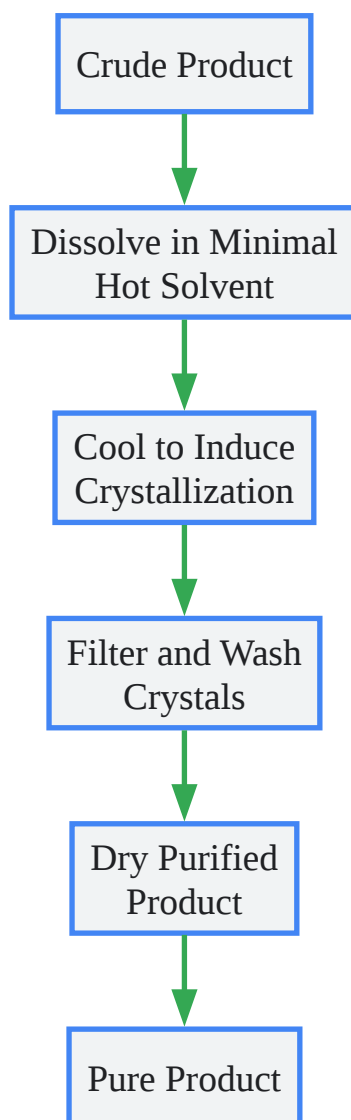 Crude Product
Dissolve in Minimal
Hot Solvent
Cool to Induce
Crystallization
Filter and Wash
Crystals
Dry Purified
Product
Pure Product